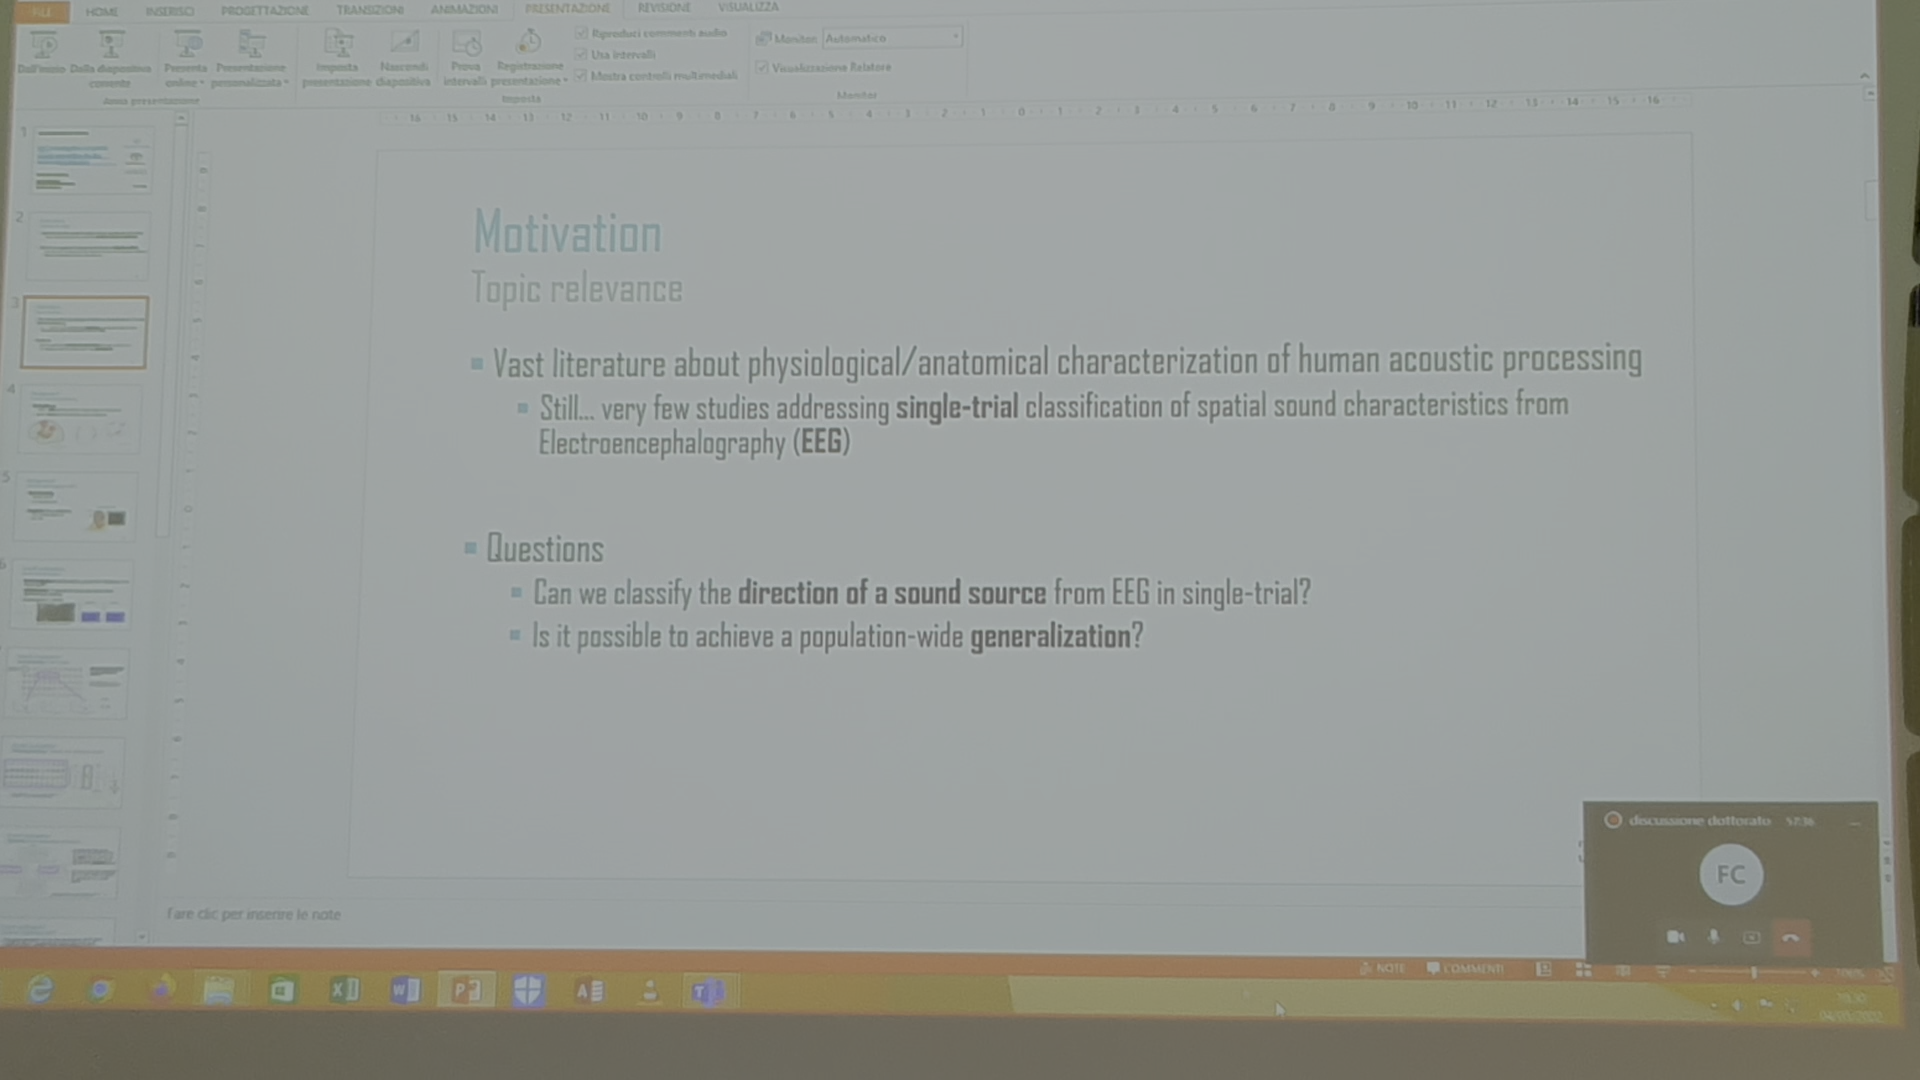 FILE
HOME
INSERISCI
PROGETTAZIONE
TRANSIZIONI
ANIMAZIONI
PRESENTAZIONE
REVISIONE
VISUALIZZA
Dall'inizio
Dalla diapositiva corrente
Presenta online
Presentazione personalizzata
Imposta presentazione
Nascondi diapositiva
Prova intervalli
Registrazione presentazione
Riproduci commenti audio
Usa intervalli
Mostra controlli multimediali
Monitor: Automatico
Visualizzazione Relatore
Imposta
Monitor
Motivation
Topic relevance
Vast literature about physiological/anatomical characterization of human acoustic processing
Still... very few studies addressing single-trial classification of spatial sound characteristics from
Electroencephalography (EEG)
Questions
Can we classify the direction of a sound source from EEG in single-trial?
Is it possible to achieve a population-wide generalization?
Fare clic per inserire le note
discussione dottorato 57:36
FC
NOTE
COMMENTI